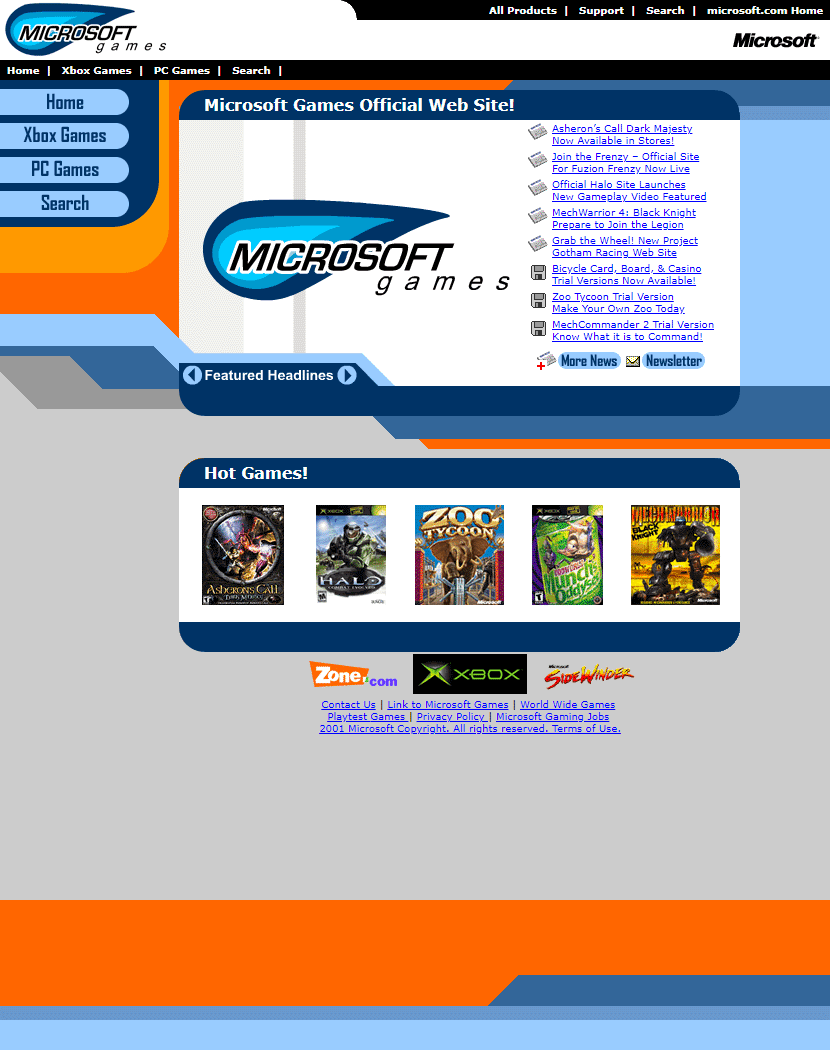 MICROSOFT
games
All Products | Support | Search | microsoft.com Home
Microsoft
Home | Xbox Games | PC Games | Search |
Home
Xbox Games
PC Games
Search
Microsoft Games Official Web Site!
MICROSOFT
games
Asheron's Call Dark Majesty
Now Available in Stores!
Join the Frenzy – Official Site
For Fuzion Frenzy Now Live
Official Halo Site Launches
New Gameplay Video Featured
MechWarrior 4: Black Knight
Prepare to Join the Legion
Grab the Wheel! New Project
Gotham Racing Web Site
Bicycle Card, Board, & Casino
Trial Versions Now Available!
Zoo Tycoon Trial Version
Make Your Own Zoo Today
MechCommander 2 Trial Version
Know What it is to Command!
More News Newsletter
Featured Headlines
Hot Games!
ASHERON'S CALL
DARK MAJESTY
XBOX
HALO
COMBAT EVOLVED
ZOO
TYCOON
Microsoft
XBOX
Munch's
Oddysee
MECHWARRIOR
BLACK
KNIGHT
Microsoft
Zone.com
XBOX
Microsoft
SIDEWINDER
Contact Us | Link to Microsoft Games | World Wide Games
Playtest Games | Privacy Policy | Microsoft Gaming Jobs
2001 Microsoft Copyright. All rights reserved. Terms of Use.